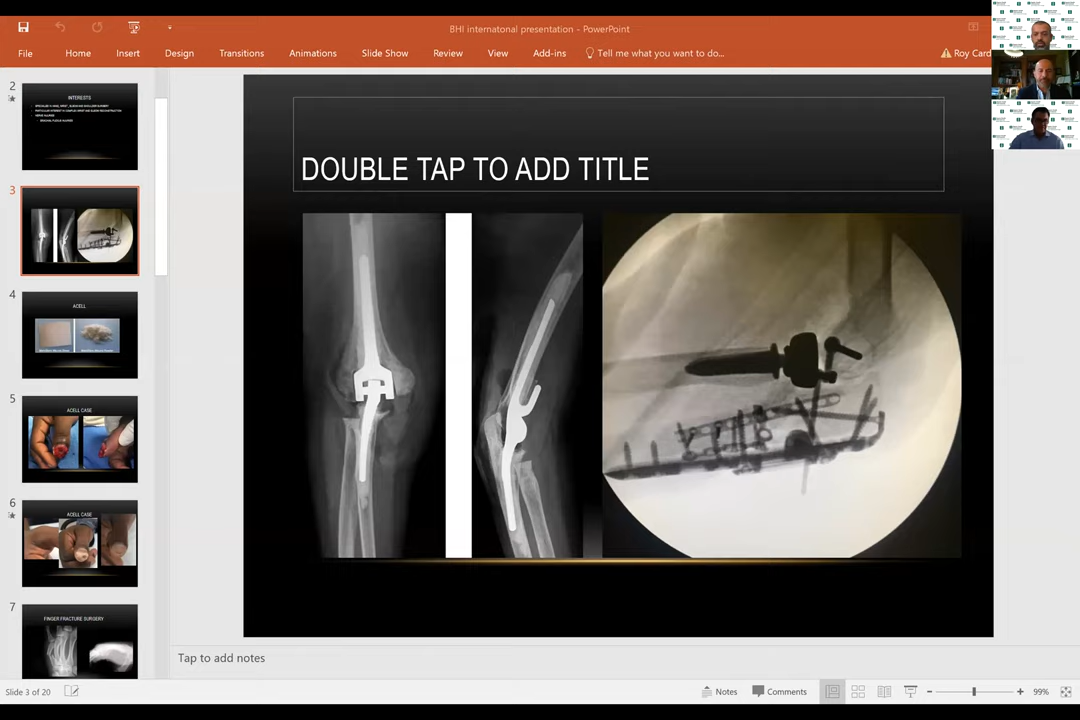 BHI internatonal presentation - PowerPoint
File Home Insert Design Transitions Animations Slide Show Review View Add-ins Tell me what you want to do... Roy Card
2
INTERESTS
3
DOUBLE TAP TO ADD TITLE
4
ACELL
5
ACELL CASE
6
ACELL CASE
7
FINGER FRACTURE SURGERY
Tap to add notes
Slide 3 of 20 Notes Comments 99%